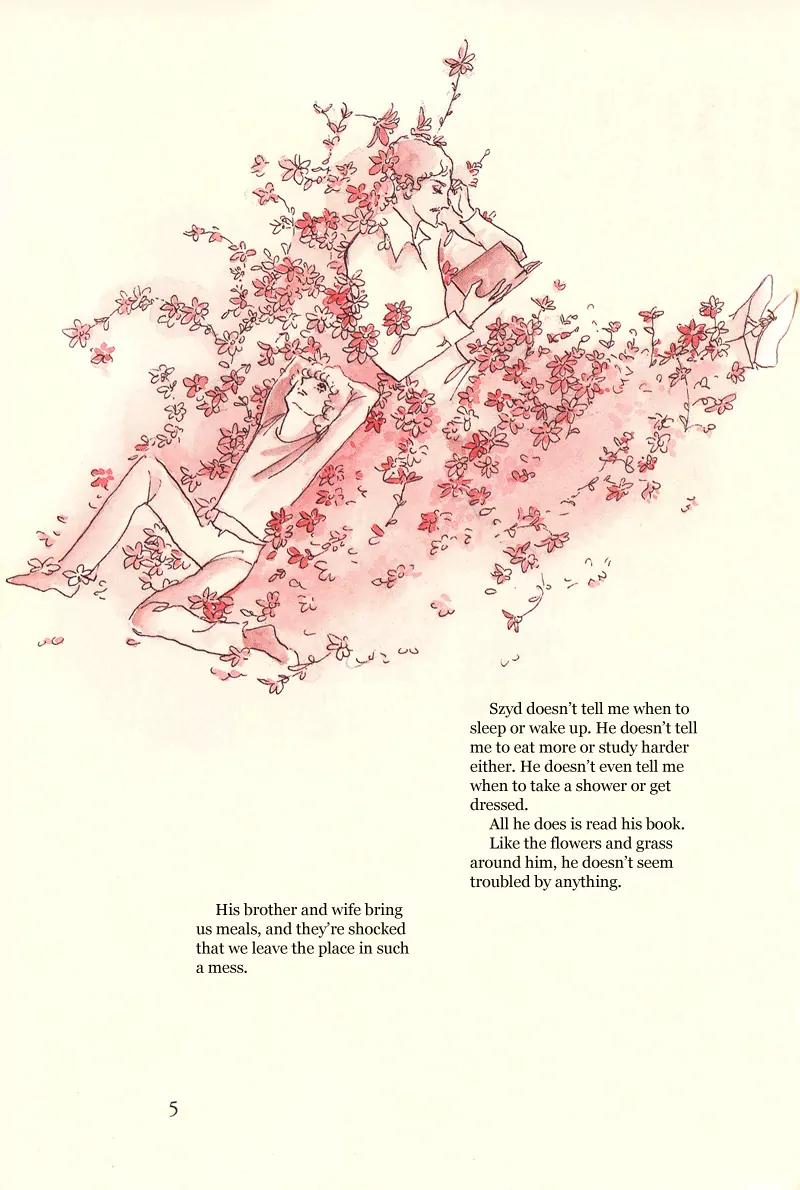 Szyd doesn’t tell me when to
sleep or wake up. He doesn’t tell
me to eat more or study harder
either. He doesn’t even tell me
when to take a shower or get
dressed.
All he does is read his book.
Like the flowers and grass
around him, he doesn’t seem
troubled by anything.
His brother and wife bring
us meals, and they’re shocked
that we leave the place in such
a mess.
5